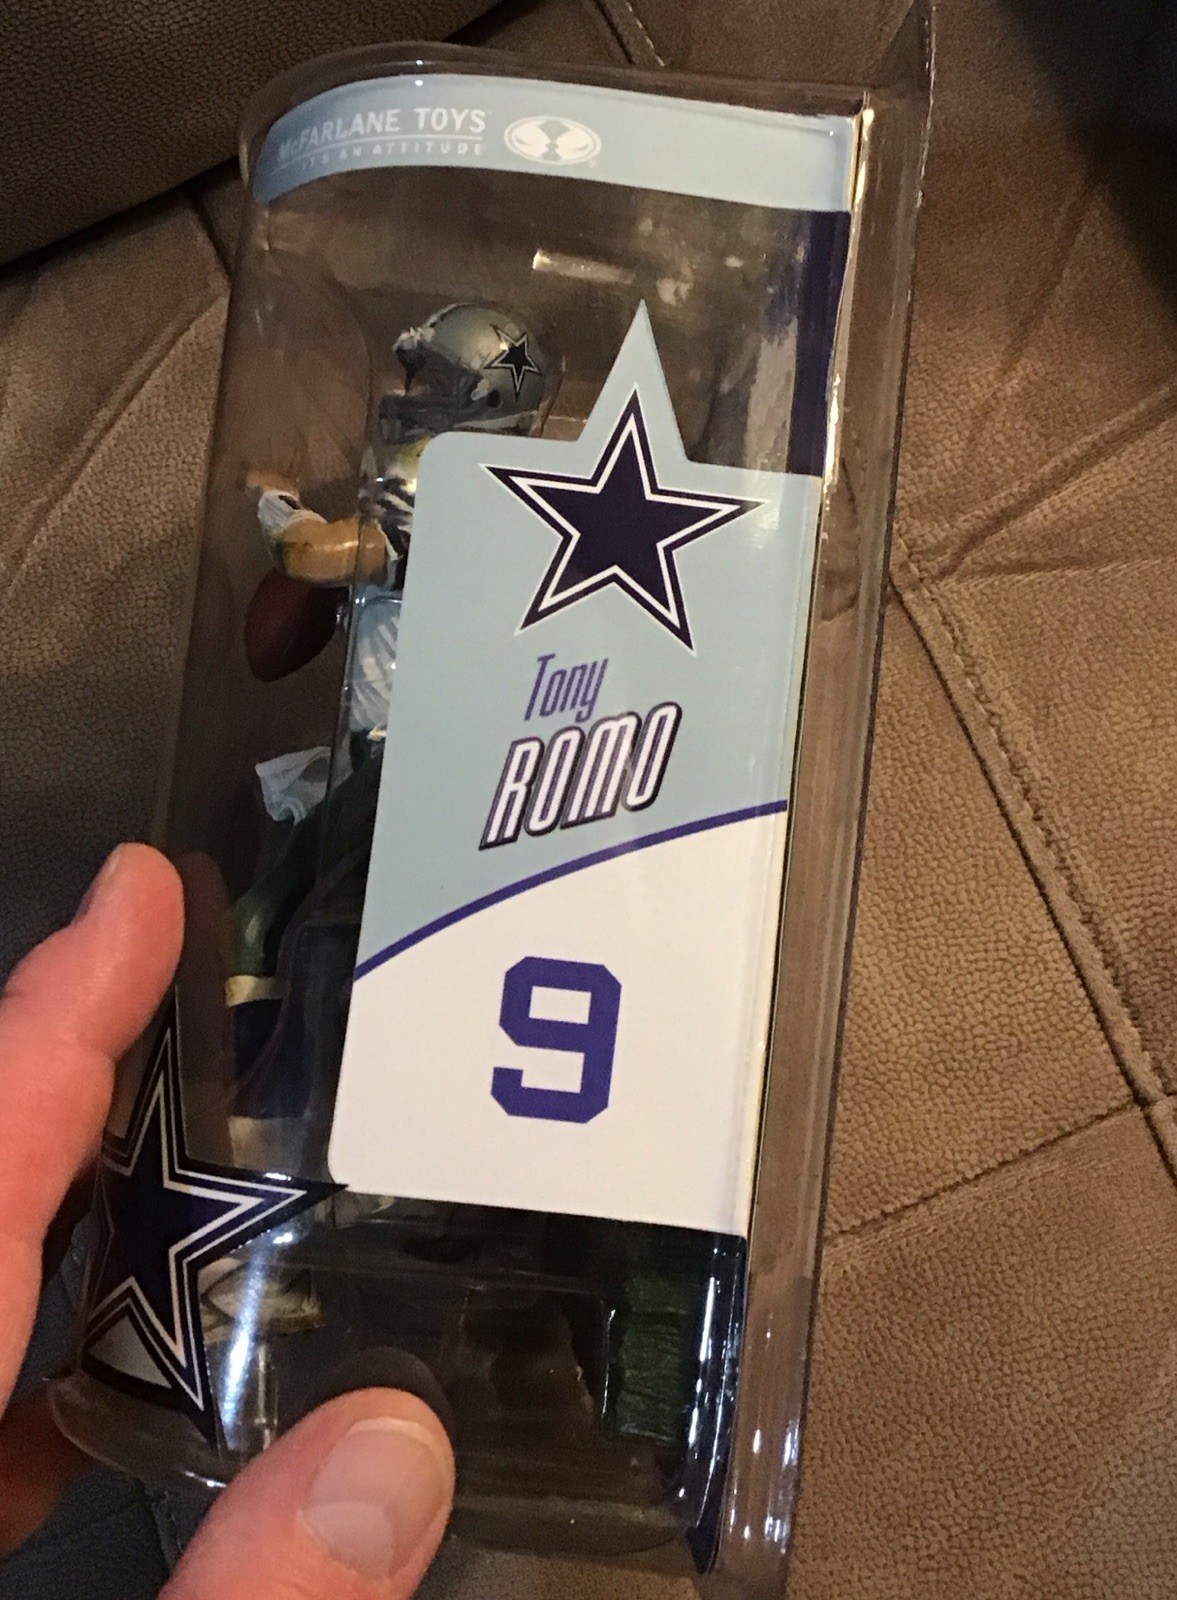 McFARLANE TOYS
IT'S AN ATTITUDE
Tony
ROMO
9